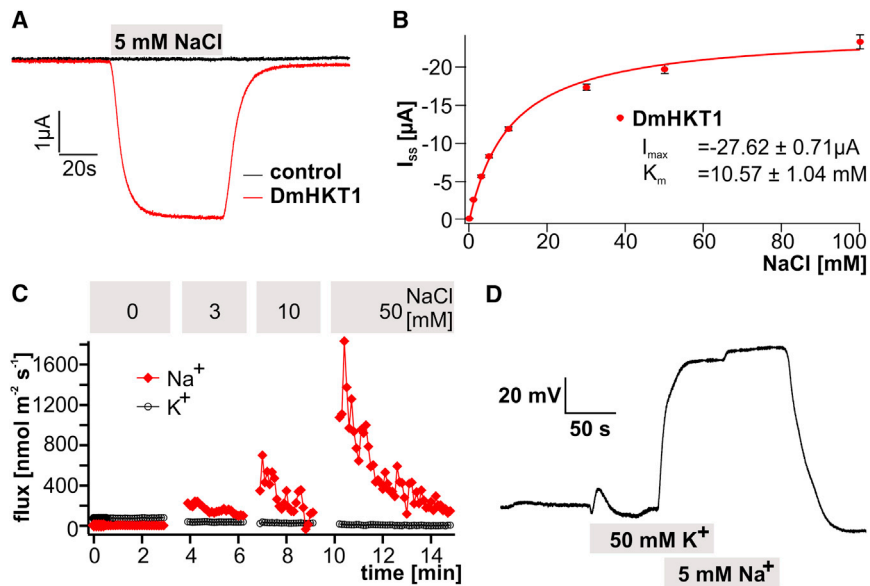 A
5 mM NaCl
1µA
20s
control
DmHKT1
B
I_ss [µA]
-20
-15
-10
-5
0
DmHKT1
I_max =-27.62 ± 0.71µA
K_m =10.57 ± 1.04 mM
0 20 40 60 80 100
NaCl [mM]
C
0 3 10 50 NaCl
[mM]
flux [nmol m⁻² s⁻¹]
1600
1200
800
400
0
Na⁺
K⁺
0 2 4 6 8 10 12 14
time [min]
D
20 mV
50 s
50 mM K⁺
5 mM Na⁺